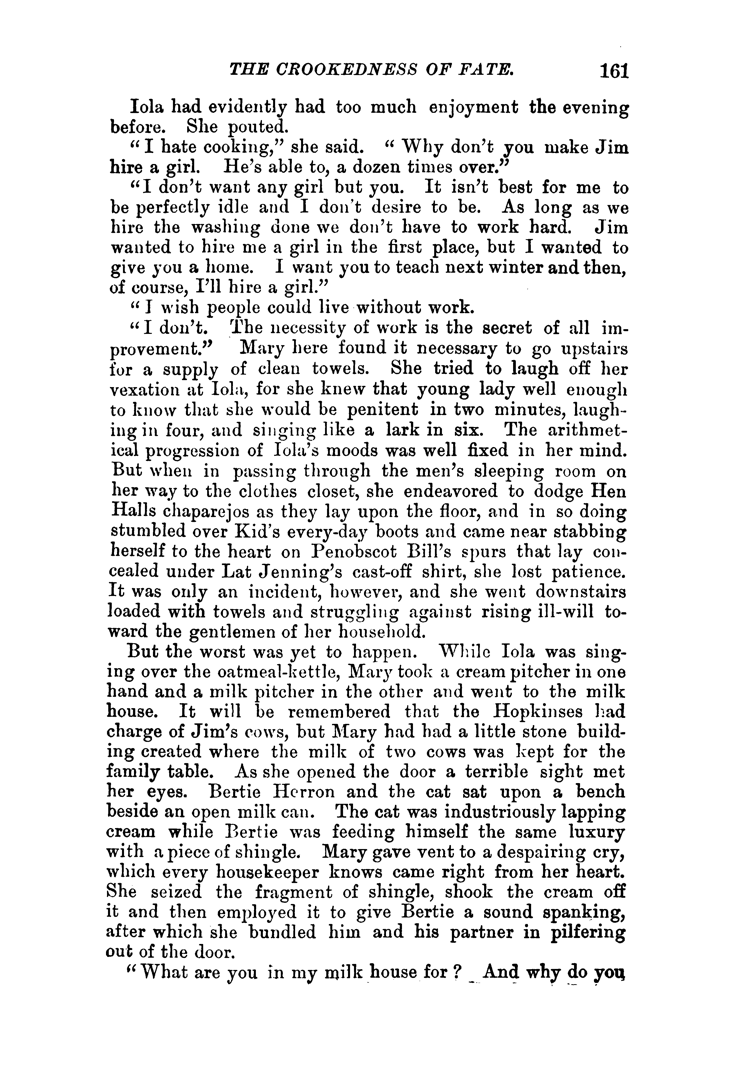 THE CROOKEDNESS OF FATE. 161
Iola had evidently had too much enjoyment the evening
before. She pouted.
“I hate cooking,” she said. “Why don’t you make Jim
hire a girl. He’s able to, a dozen times over.”
“I don’t want any girl but you. It isn’t best for me to
be perfectly idle and I don’t desire to be. As long as we
hire the washing done we don’t have to work hard. Jim
wanted to hire me a girl in the first place, but I wanted to
give you a home. I want you to teach next winter and then,
of course, I’ll hire a girl.”
“I wish people could live without work.
“I don’t. The necessity of work is the secret of all im-
provement.” Mary here found it necessary to go upstairs
for a supply of clean towels. She tried to laugh off her
vexation at Iola, for she knew that young lady well enough
to know that she would be penitent in two minutes, laugh-
ing in four, and singing like a lark in six. The arithmet-
ical progression of Iola’s moods was well fixed in her mind.
But when in passing through the men’s sleeping room on
her way to the clothes closet, she endeavored to dodge Hen
Halls chaparejos as they lay upon the floor, and in so doing
stumbled over Kid’s every-day boots and came near stabbing
herself to the heart on Penobscot Bill’s spurs that lay con-
cealed under Lat Jenning’s cast-off shirt, she lost patience.
It was only an incident, however, and she went downstairs
loaded with towels and struggling against rising ill-will to-
ward the gentlemen of her household.
But the worst was yet to happen. While Iola was sing-
ing over the oatmeal-kettle, Mary took a cream pitcher in one
hand and a milk pitcher in the other and went to the milk
house. It will be remembered that the Hopkinses had
charge of Jim’s cows, but Mary had had a little stone build-
ing created where the milk of two cows was kept for the
family table. As she opened the door a terrible sight met
her eyes. Bertie Herron and the cat sat upon a bench
beside an open milk can. The cat was industriously lapping
cream while Bertie was feeding himself the same luxury
with a piece of shingle. Mary gave vent to a despairing cry,
which every housekeeper knows came right from her heart.
She seized the fragment of shingle, shook the cream off
it and then employed it to give Bertie a sound spanking,
after which she bundled him and his partner in pilfering
out of the door.
“What are you in my milk house for? And why do you